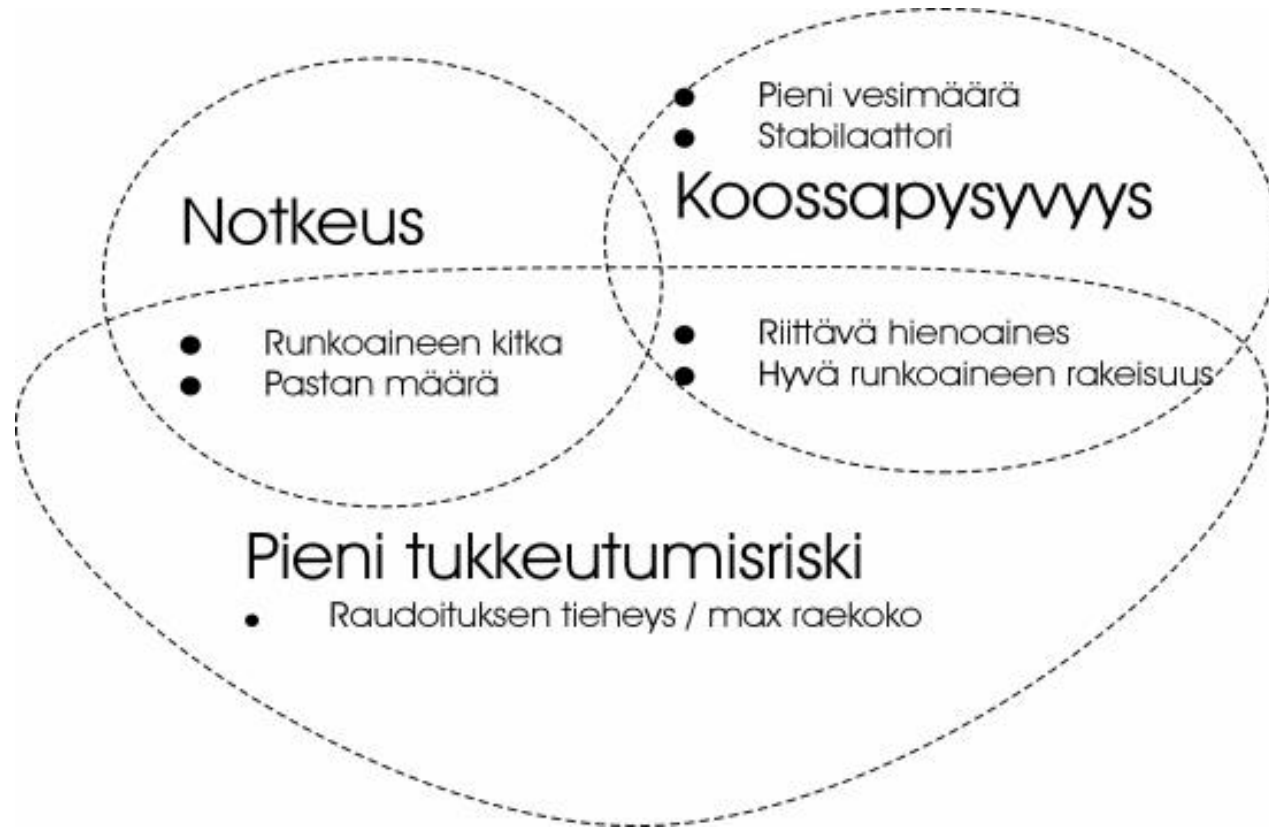 Pieni vesimäärä
Stabilaattori
Notkeus
Koossapysyvyys
Runkoaineen kitka
Pastan määrä
Riittävä hienoaines
Hyvä runkoaineen rakeisuus
Pieni tukkeutumisriski
Raudoituksen tieheys / max raekoko